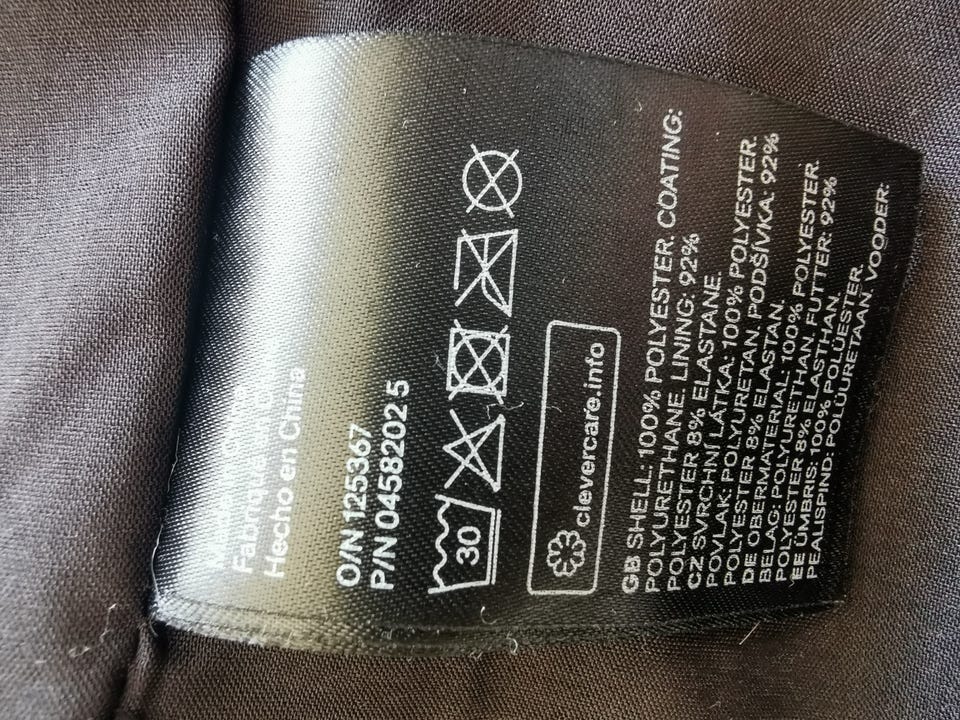 Hecho en China
O/N 125367
P/N 0458202 5
30
clevercare.info
GB SHELL: 100% POLYESTER. COATING:
POLYURETHANE. LINING: 92%
POLYESTER 8% ELASTANE.
CZ SVRCHNÍ LÁTKA: 100% POLYESTER.
POVLAK: POLYURETAN. PODŠÍVKA: 92%
POLYESTER 8% ELASTAN.
DE OBERMATERIAL: 100% POLYESTER.
BELAG: POLYURETHAN. FUTTER: 92%
POLYESTER 8% ELASTHAN.
EE ÜMBRIS: 100% POLÜESTER.
PEALISPIND: POLÜURETAAN. VOODER: